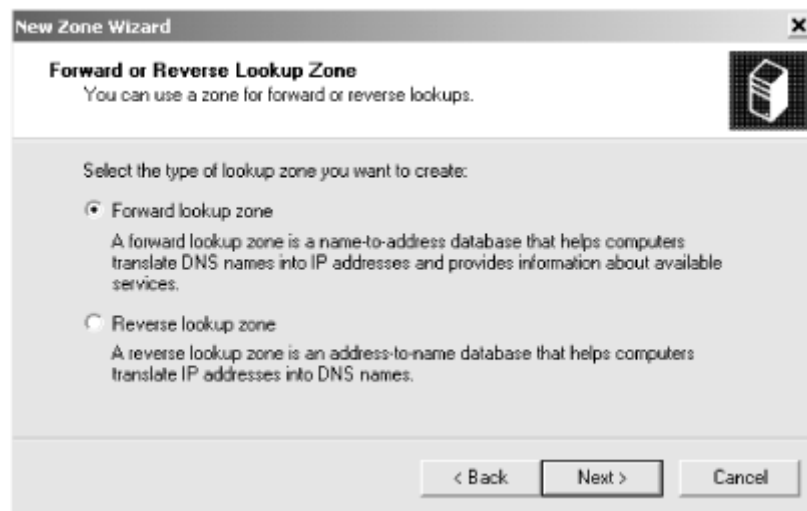 New Zone Wizard
Forward or Reverse Lookup Zone
You can use a zone for forward or reverse lookups.
Select the type of lookup zone you want to create:
Forward lookup zone
A forward lookup zone is a name-to-address database that helps computers
translate DNS names into IP addresses and provides information about available
services.
Reverse lookup zone
A reverse lookup zone is an address-to-name database that helps computers
translate IP addresses into DNS names.
< Back Next > Cancel